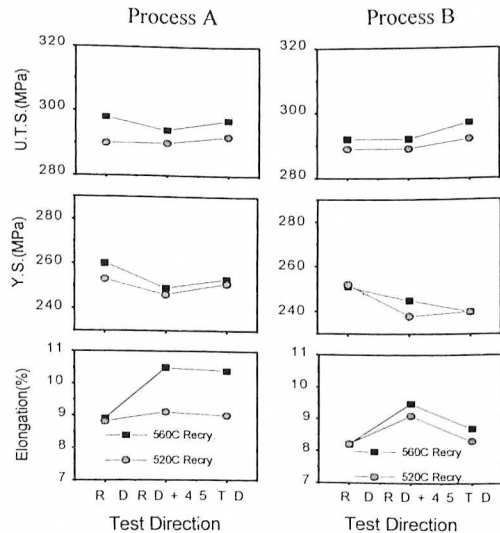 Process A
Process B
U.T.S.(MPa)
320
300
280
320
300
280
Y.S.(MPa)
280
260
240
280
260
240
Elongation(%)
11
10
9
8
7
560C Recry.
520C Recry
11
10
9
8
7
560C Recry
520C Recry
R D R D + 4 5 T D
R D R D + 4 5 T D
Test Direction
Test Direction